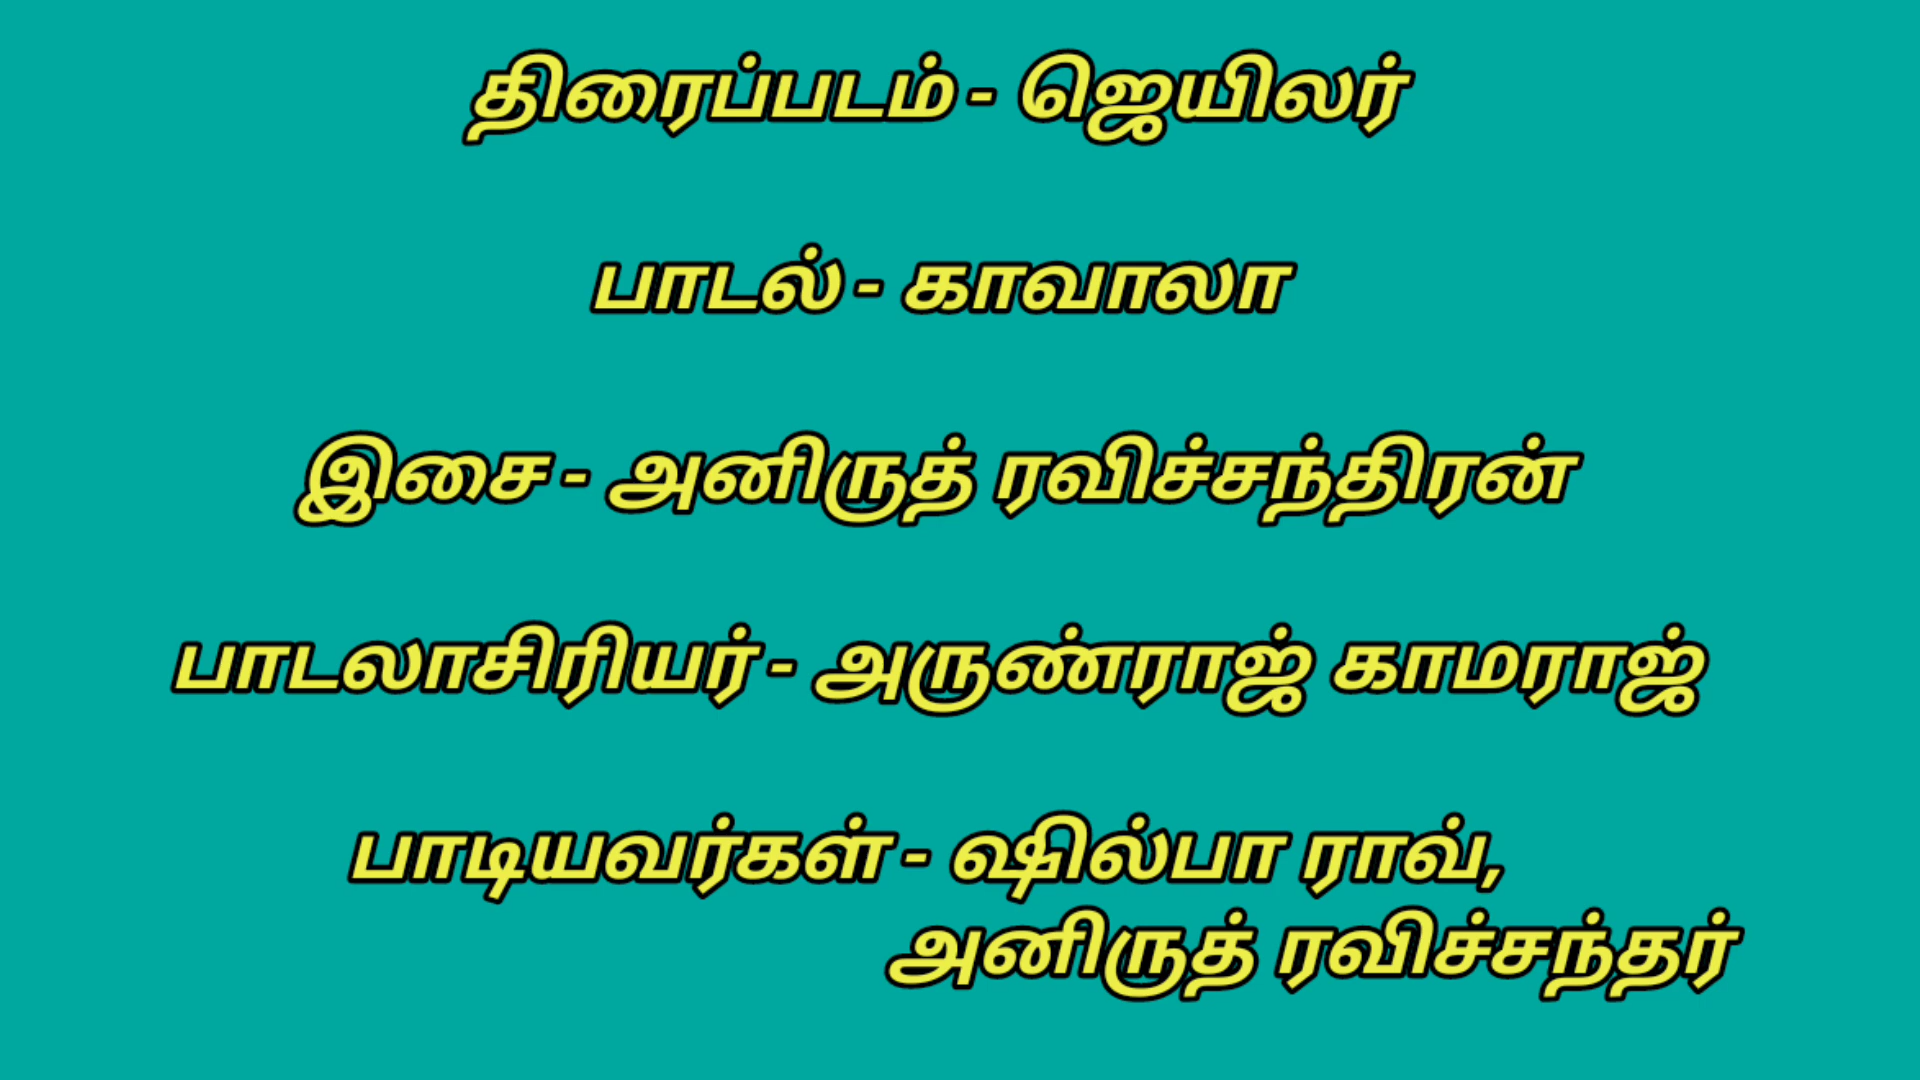 திரைப்படம் - ஜெயிலர்
பாடல் - காவாலா
இசை - அனிருத் ரவிச்சந்திரன்
பாடலாசிரியர் - அருண்ராஜ் காமராஜ்
பாடியவர்கள் - ஷில்பா ராவ்,
அனிருத் ரவிச்சந்தர்